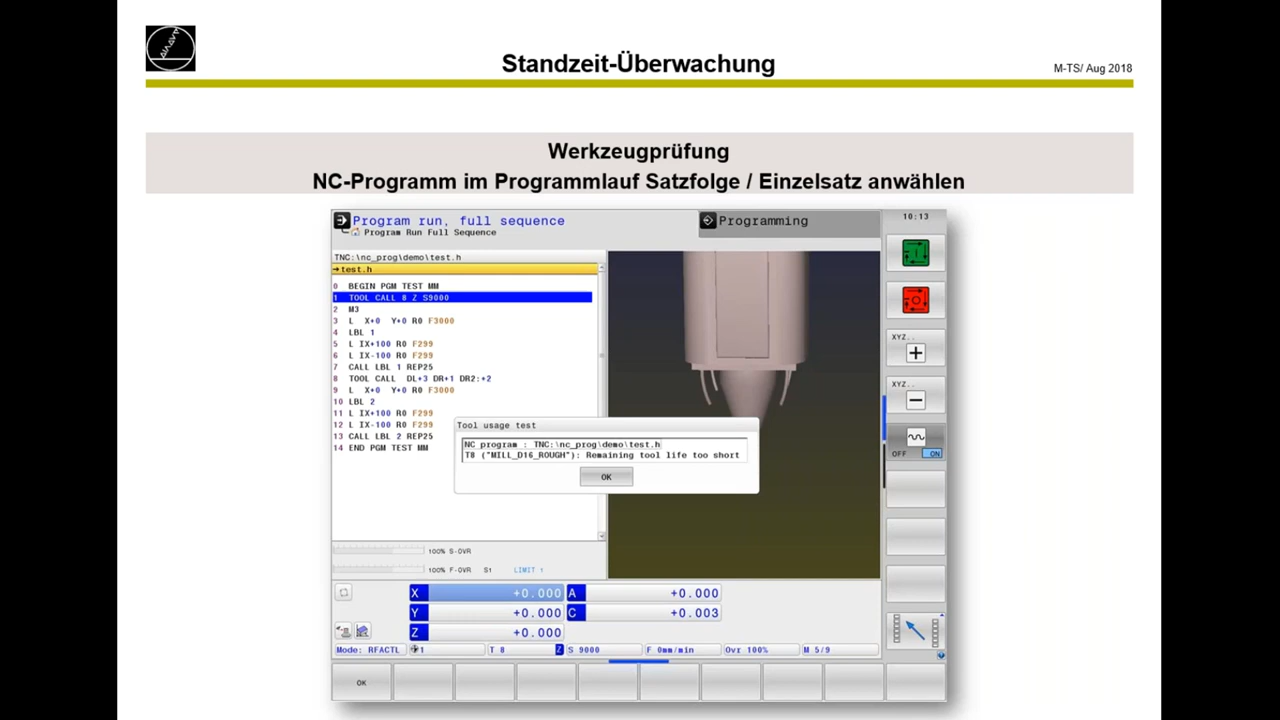 Standzeit-Überwachung
M-TS/ Aug 2018
Werkzeugprüfung
NC-Programm im Programmlauf Satzfolge / Einzelsatz anwählen
Program run, full sequence
Program Run Full Sequence
Programming
10:13
TNC:\nc_prog\demo\test.h
→test.h
0 BEGIN PGM TEST MM
1 TOOL CALL 8 Z S9000
2 M3
3 L X+0 Y+0 R0 F3000
4 LBL 1
5 L IX+100 R0 F299
6 L IX-100 R0 F299
7 CALL LBL 1 REP25
8 TOOL CALL DL+3 DR+1 DR2:+2
9 L X+0 Y+0 R0 F3000
10 LBL 2
11 L IX+100 R0 F299
12 L IX-100 R0 F299
13 CALL LBL 2 REP25
14 END PGM TEST MM
Tool usage test
NC program : TNC:\nc_prog\demo\test.h
T8 ("MILL_D16_ROUGH"): Remaining tool life too short
OK
XYZ..
+
XYZ..
−
OFF ON
100% S-OVR
100% F-OVR S1 LIMIT 1
X +0.000 A +0.000
Y +0.000 C +0.003
Z +0.000
Mode: RFACTL 1 T 8 Z S 9000 F 0mm/min Ovr 100% M 5/9
OK